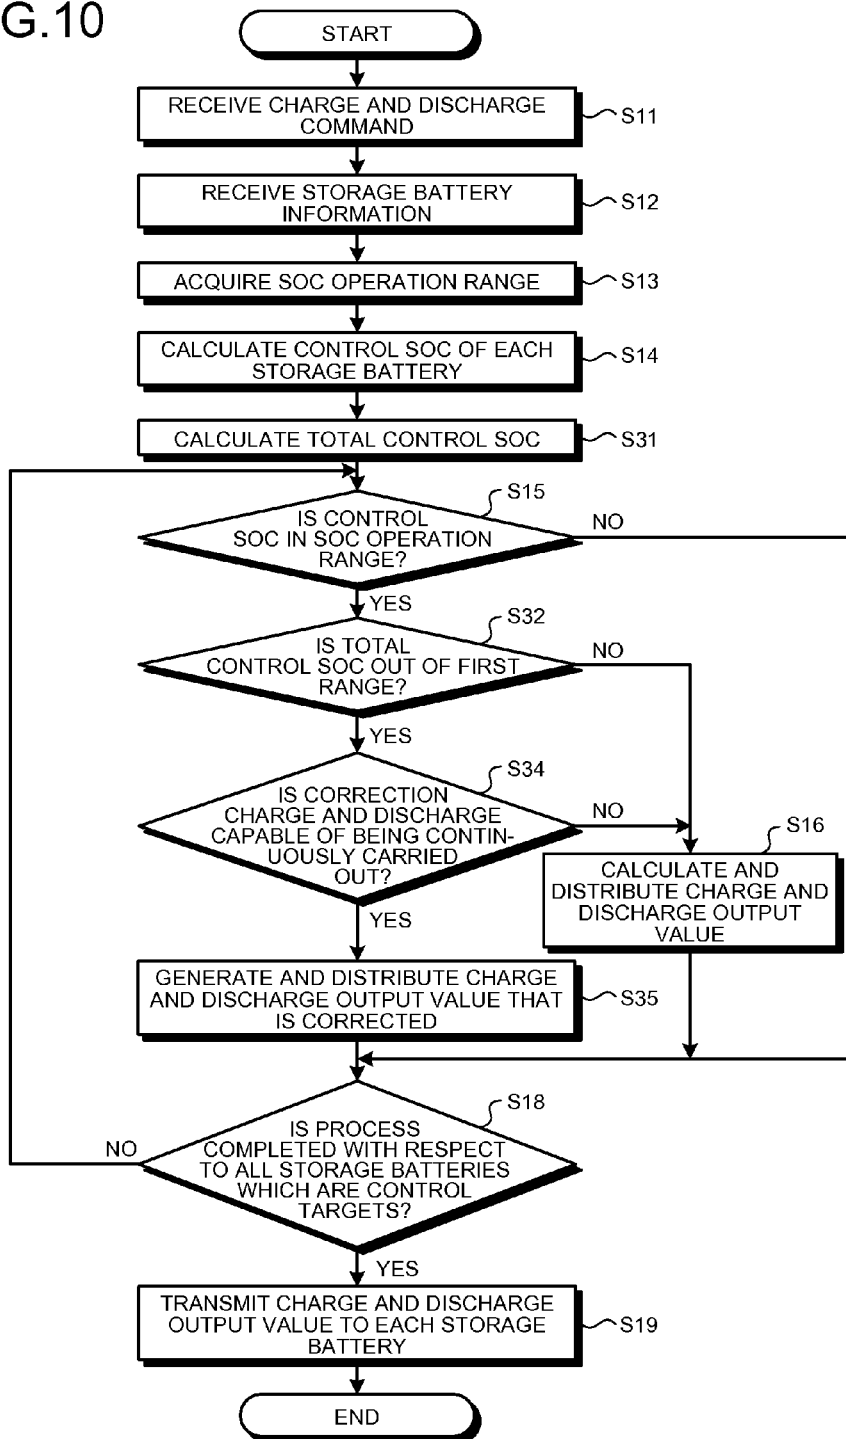 G.10
START
RECEIVE CHARGE AND DISCHARGE
COMMAND
S11
RECEIVE STORAGE BATTERY
INFORMATION
S12
ACQUIRE SOC OPERATION RANGE
S13
CALCULATE CONTROL SOC OF EACH
STORAGE BATTERY
S14
CALCULATE TOTAL CONTROL SOC
S31
S15
IS CONTROL
SOC IN SOC OPERATION
RANGE?
NO
YES
S32
IS TOTAL
CONTROL SOC OUT OF FIRST
RANGE?
NO
YES
S34
IS CORRECTION
CHARGE AND DISCHARGE
CAPABLE OF BEING CONTIN-
UOUSLY CARRIED
OUT?
NO
YES
S16
CALCULATE AND
DISTRIBUTE CHARGE AND
DISCHARGE OUTPUT
VALUE
GENERATE AND DISTRIBUTE CHARGE
AND DISCHARGE OUTPUT VALUE THAT
IS CORRECTED
S35
S18
IS PROCESS
COMPLETED WITH RESPECT
TO ALL STORAGE BATTERIES
WHICH ARE CONTROL
TARGETS?
NO
YES
TRANSMIT CHARGE AND DISCHARGE
OUTPUT VALUE TO EACH STORAGE
BATTERY
S19
END